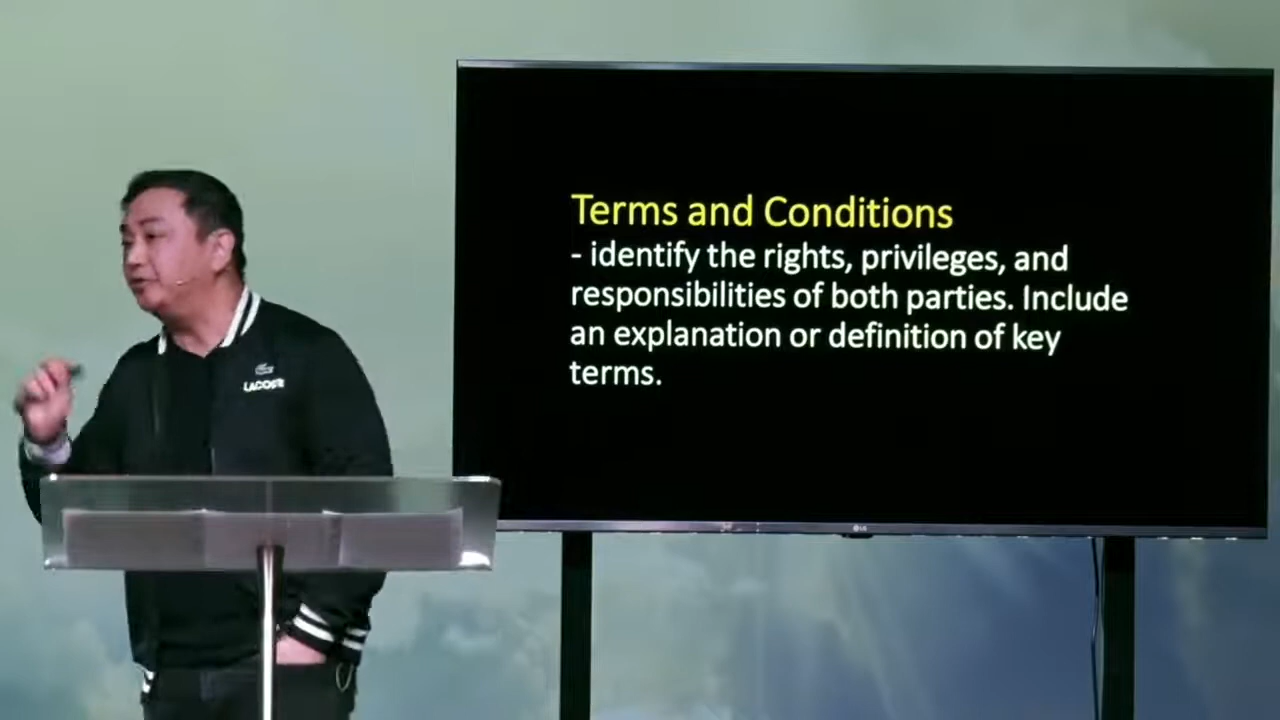 Terms and Conditions
- identify the rights, privileges, and
responsibilities of both parties. Include
an explanation or definition of key
terms.
LACOSTE
LG